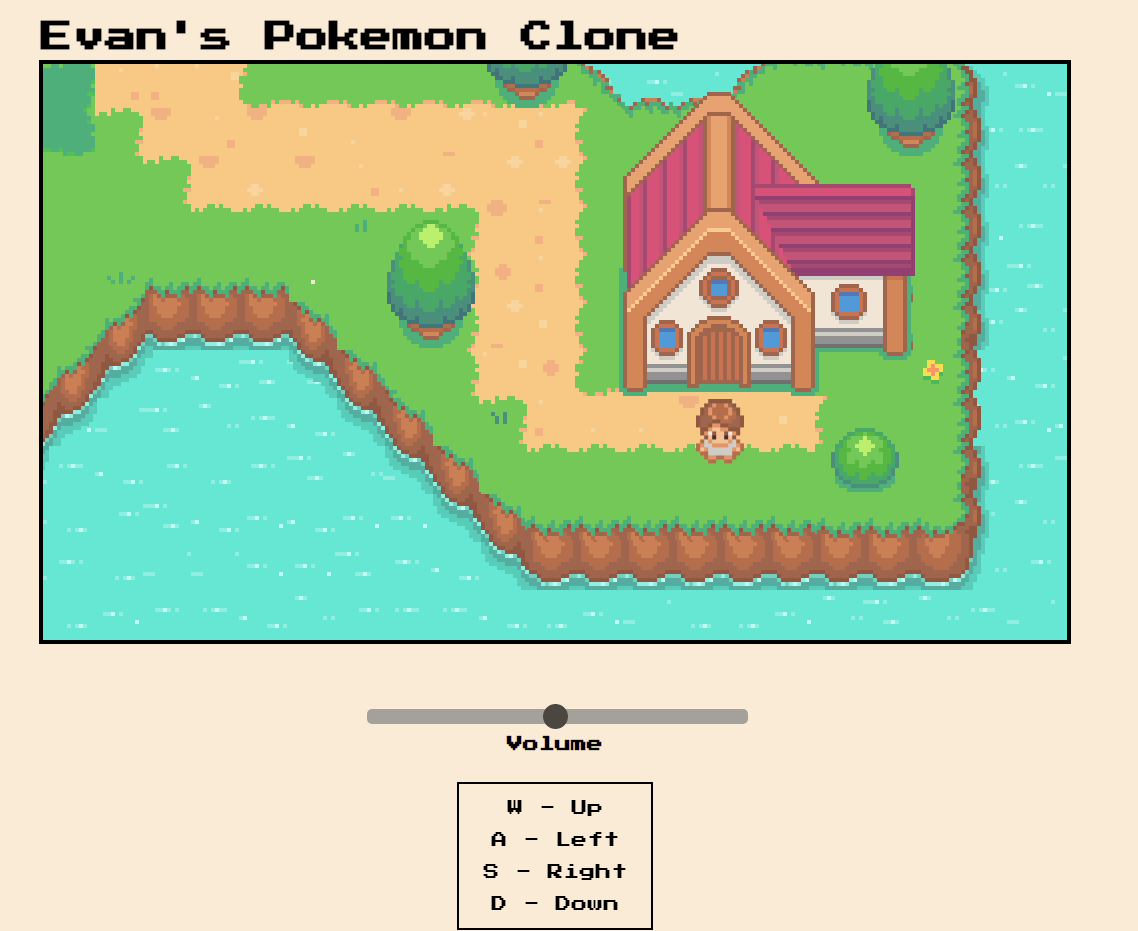 Evan's Pokemon Clone
Volume
W - Up
A - Left
S - Right
D - Down